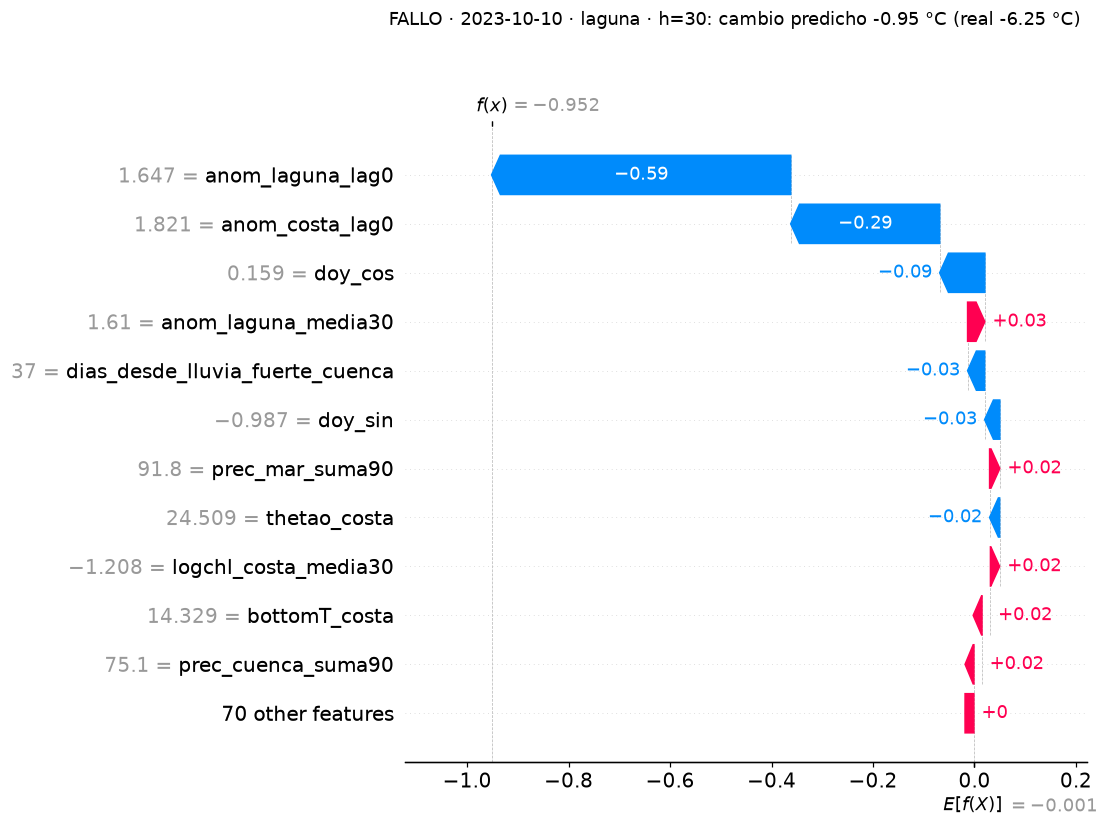 FALLO · 2023-10-10 · laguna · h=30: cambio predicho -0.95 °C (real -6.25 °C)
f(x) = −0.952
1.647 = anom_laguna_lag0 −0.59
1.821 = anom_costa_lag0 −0.29
0.159 = doy_cos −0.09
1.61 = anom_laguna_media30 +0.03
37 = dias_desde_lluvia_fuerte_cuenca −0.03
−0.987 = doy_sin −0.03
91.8 = prec_mar_suma90 +0.02
24.509 = thetao_costa −0.02
−1.208 = logchl_costa_media30 +0.02
14.329 = bottomT_costa +0.02
75.1 = prec_cuenca_suma90 +0.02
70 other features +0
−1.0 −0.8 −0.6 −0.4 −0.2 0.0 0.2
E[f(X)] = −0.001